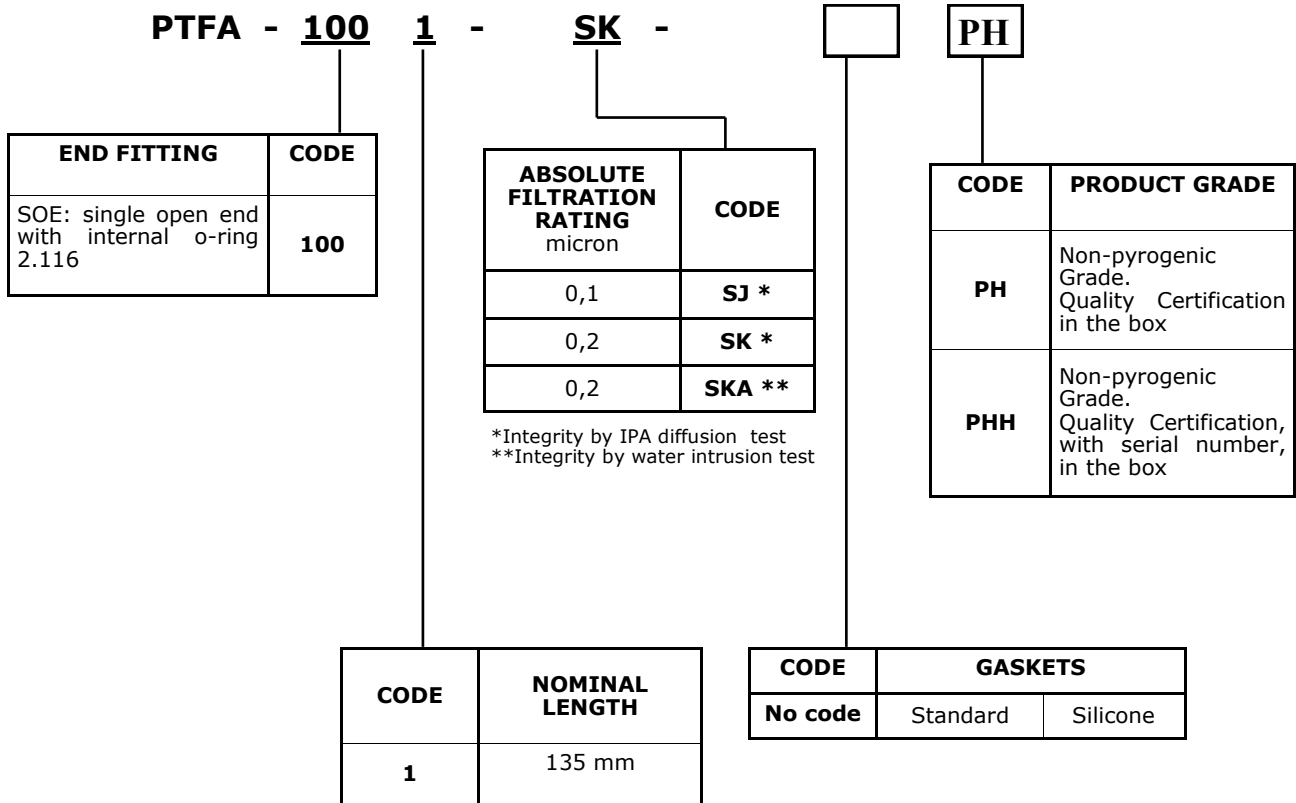 PTFA - 100 1 - SK - PH
END FITTING CODE
SOE: single open end
with internal o-ring
2.116
100
ABSOLUTE
FILTRATION
RATING
micron
CODE
0,1 SJ *
0,2 SK *
0,2 SKA **
*Integrity by IPA diffusion test
**Integrity by water intrusion test
CODE PRODUCT GRADE
PH
Non-pyrogenic
Grade.
Quality Certification
in the box
PHH
Non-pyrogenic
Grade.
Quality Certification,
with serial number,
in the box
CODE
NOMINAL
LENGTH
1 135 mm
CODE GASKETS
No code Standard Silicone